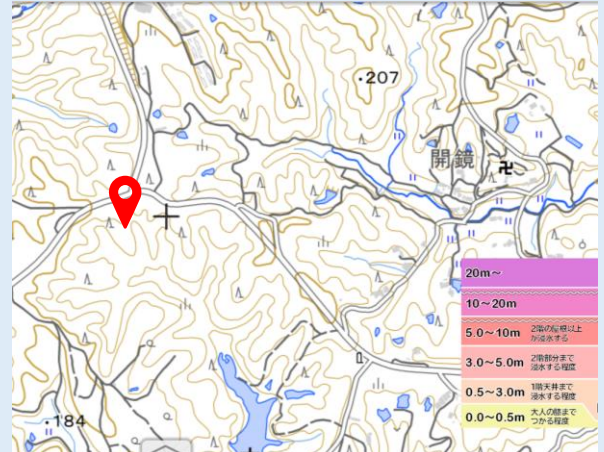 ・207
開鏡
卍
20m～
10～20m
5.0～10m 2階の屋根以上
が浸水する
3.0～5.0m 2階部分まで
浸水する程度
0.5～3.0m 1階天井まで
浸水する程度
0.0～0.5m 大人の膝まで
つかる程度
・184